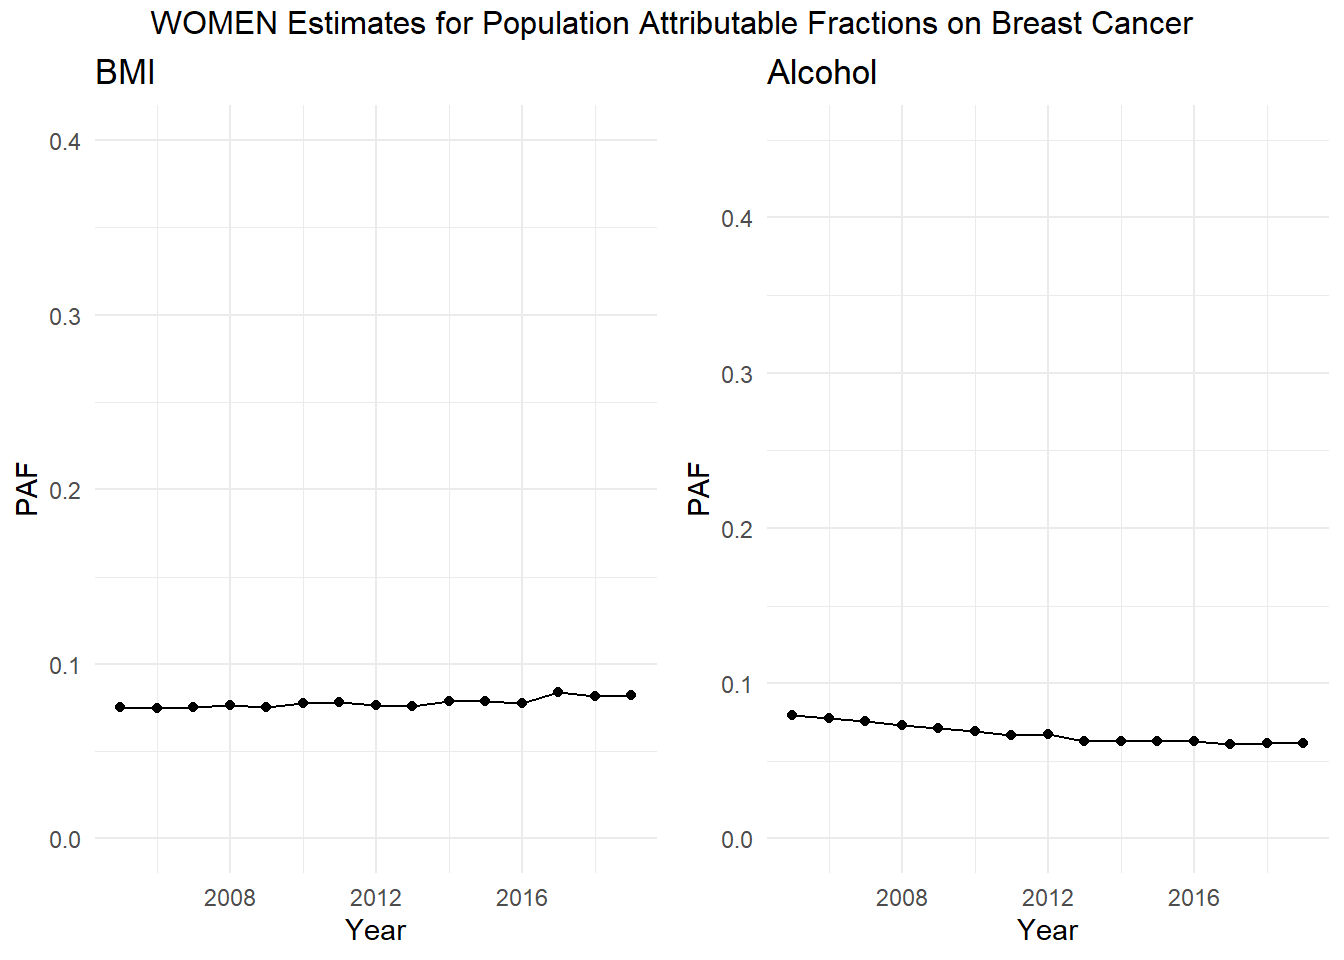 WOMEN Estimates for Population Attributable Fractions on Breast Cancer
BMI
0.4
0.3
0.2
0.1
0.0
PAF
2008 2012 2016
Year
Alcohol
0.4
0.3
0.2
0.1
0.0
PAF
2008 2012 2016
Year